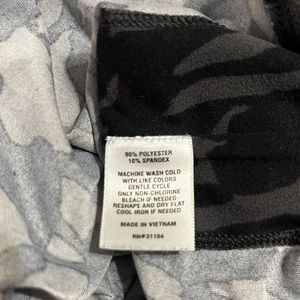 90% POLYESTER
10% SPANDEX
MACHINE WASH COLD
WITH LIKE COLORS
GENTLE CYCLE
ONLY NON-CHLORINE
BLEACH IF NEEDED
RESHAPE AND DRY FLAT
COOL IRON IF NEEDED
MADE IN VIETNAM
RN#31104